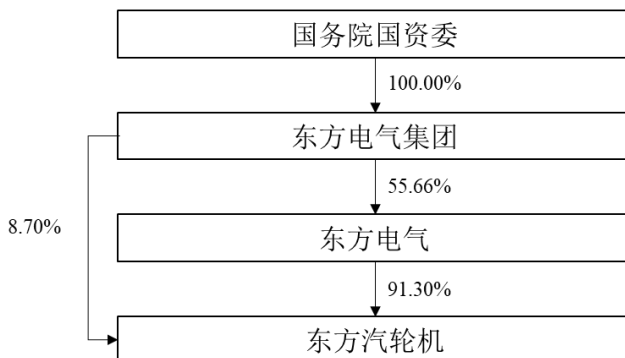 国务院国资委
100.00%
东方电气集团
55.66%
8.70%
东方电气
91.30%
东方汽轮机